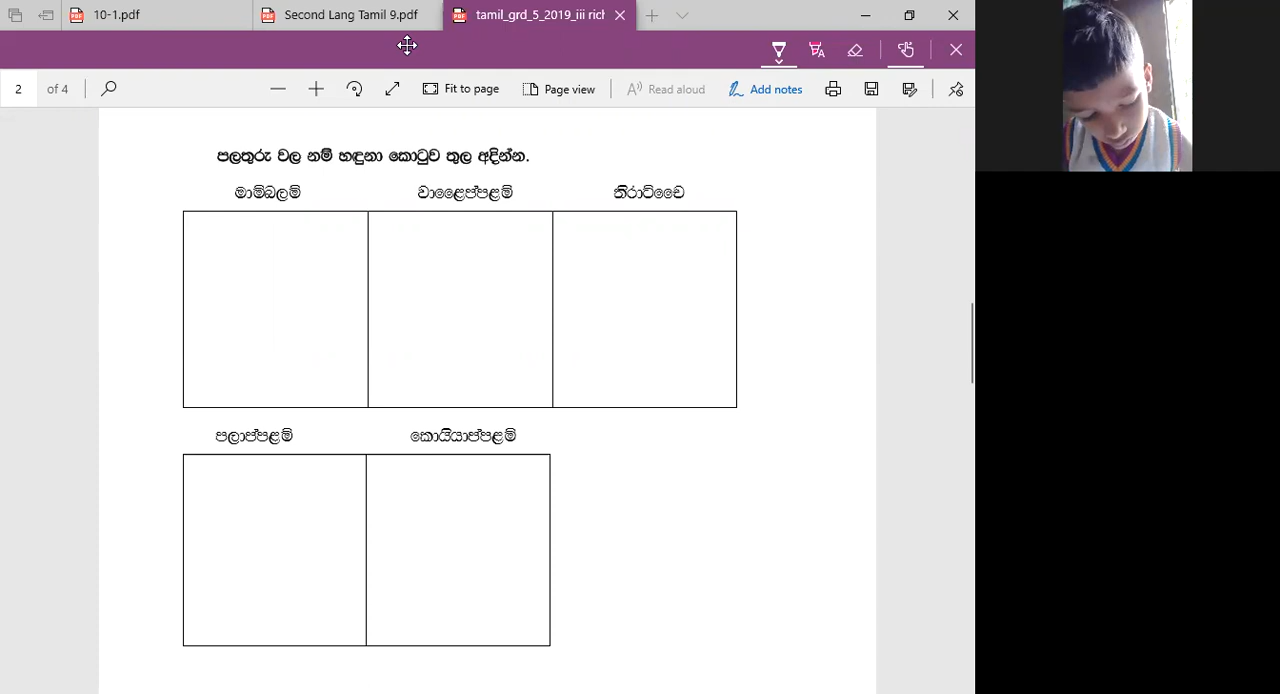 10-1.pdf
Second Lang Tamil 9.pdf
tamil_grd_5_2019_iii rich
2 of 4
Fit to page
Page view
Read aloud
Add notes
පලතුරු වල නම් හඳුනා කොටුව තුල අදින්න.
මාම්බලම් වාළෛප්පළම් තිරාට්චෛ
පලාප්පළම් කොයියාප්පළම්